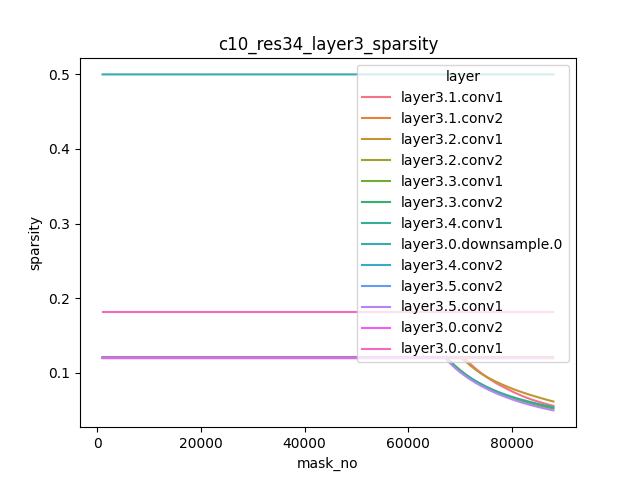 c10_res34_layer3_sparsity
layer
layer3.1.conv1
layer3.1.conv2
layer3.2.conv1
layer3.2.conv2
layer3.3.conv1
layer3.3.conv2
layer3.4.conv1
layer3.0.downsample.0
layer3.4.conv2
layer3.5.conv2
layer3.5.conv1
layer3.0.conv2
layer3.0.conv1
sparsity
0.5
0.4
0.3
0.2
0.1
0 20000 40000 60000 80000
mask_no